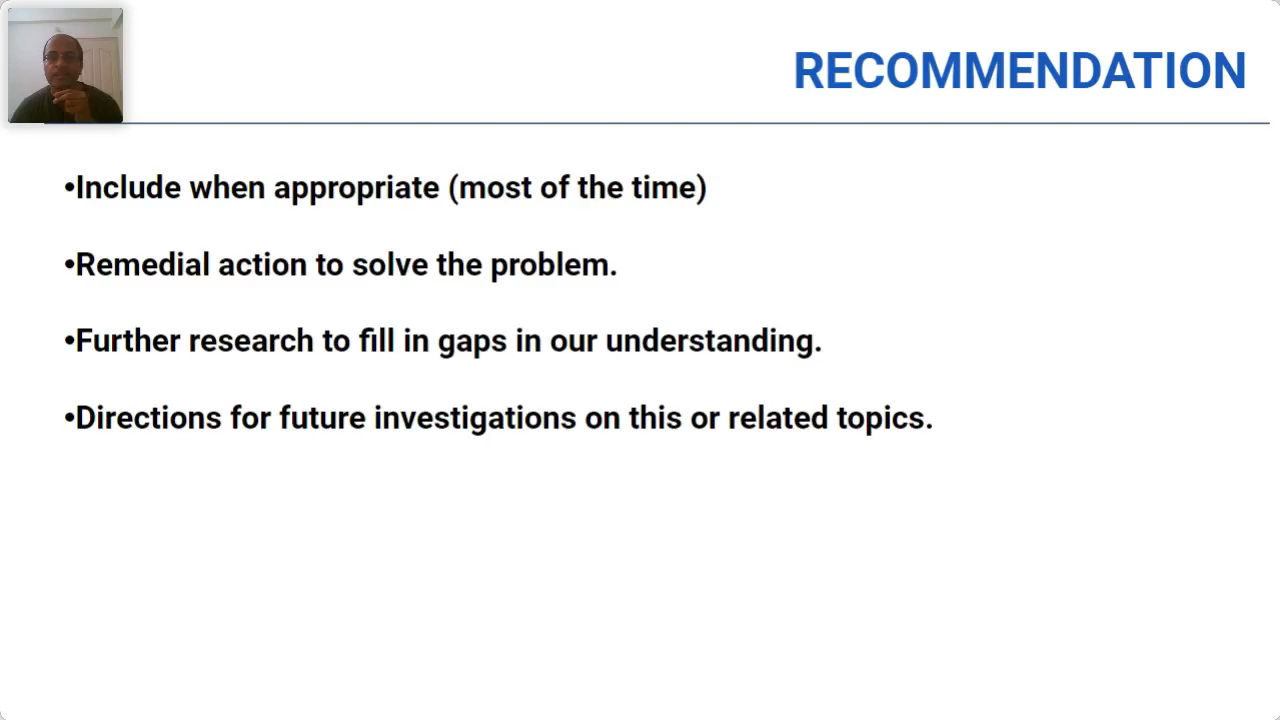 RECOMMENDATION
•Include when appropriate (most of the time)
•Remedial action to solve the problem.
•Further research to fill in gaps in our understanding.
•Directions for future investigations on this or related topics.